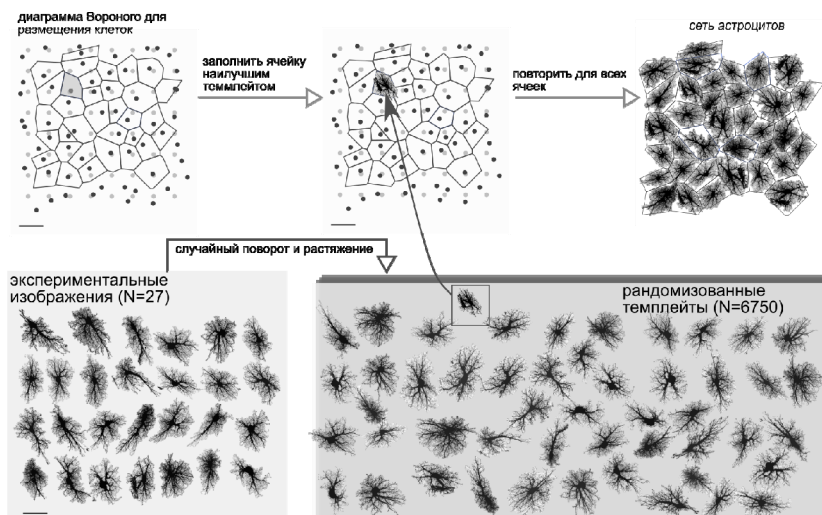 диаграмма Вороного для
размещения клеток
заполнить ячейку
наилучшим
теммлейтом
повторить для всех
ячеек
сеть астроцитов
случайный поворот и растяжение
экспериментальные
изображения (N=27)
рандомизованные
темплейты (N=6750)